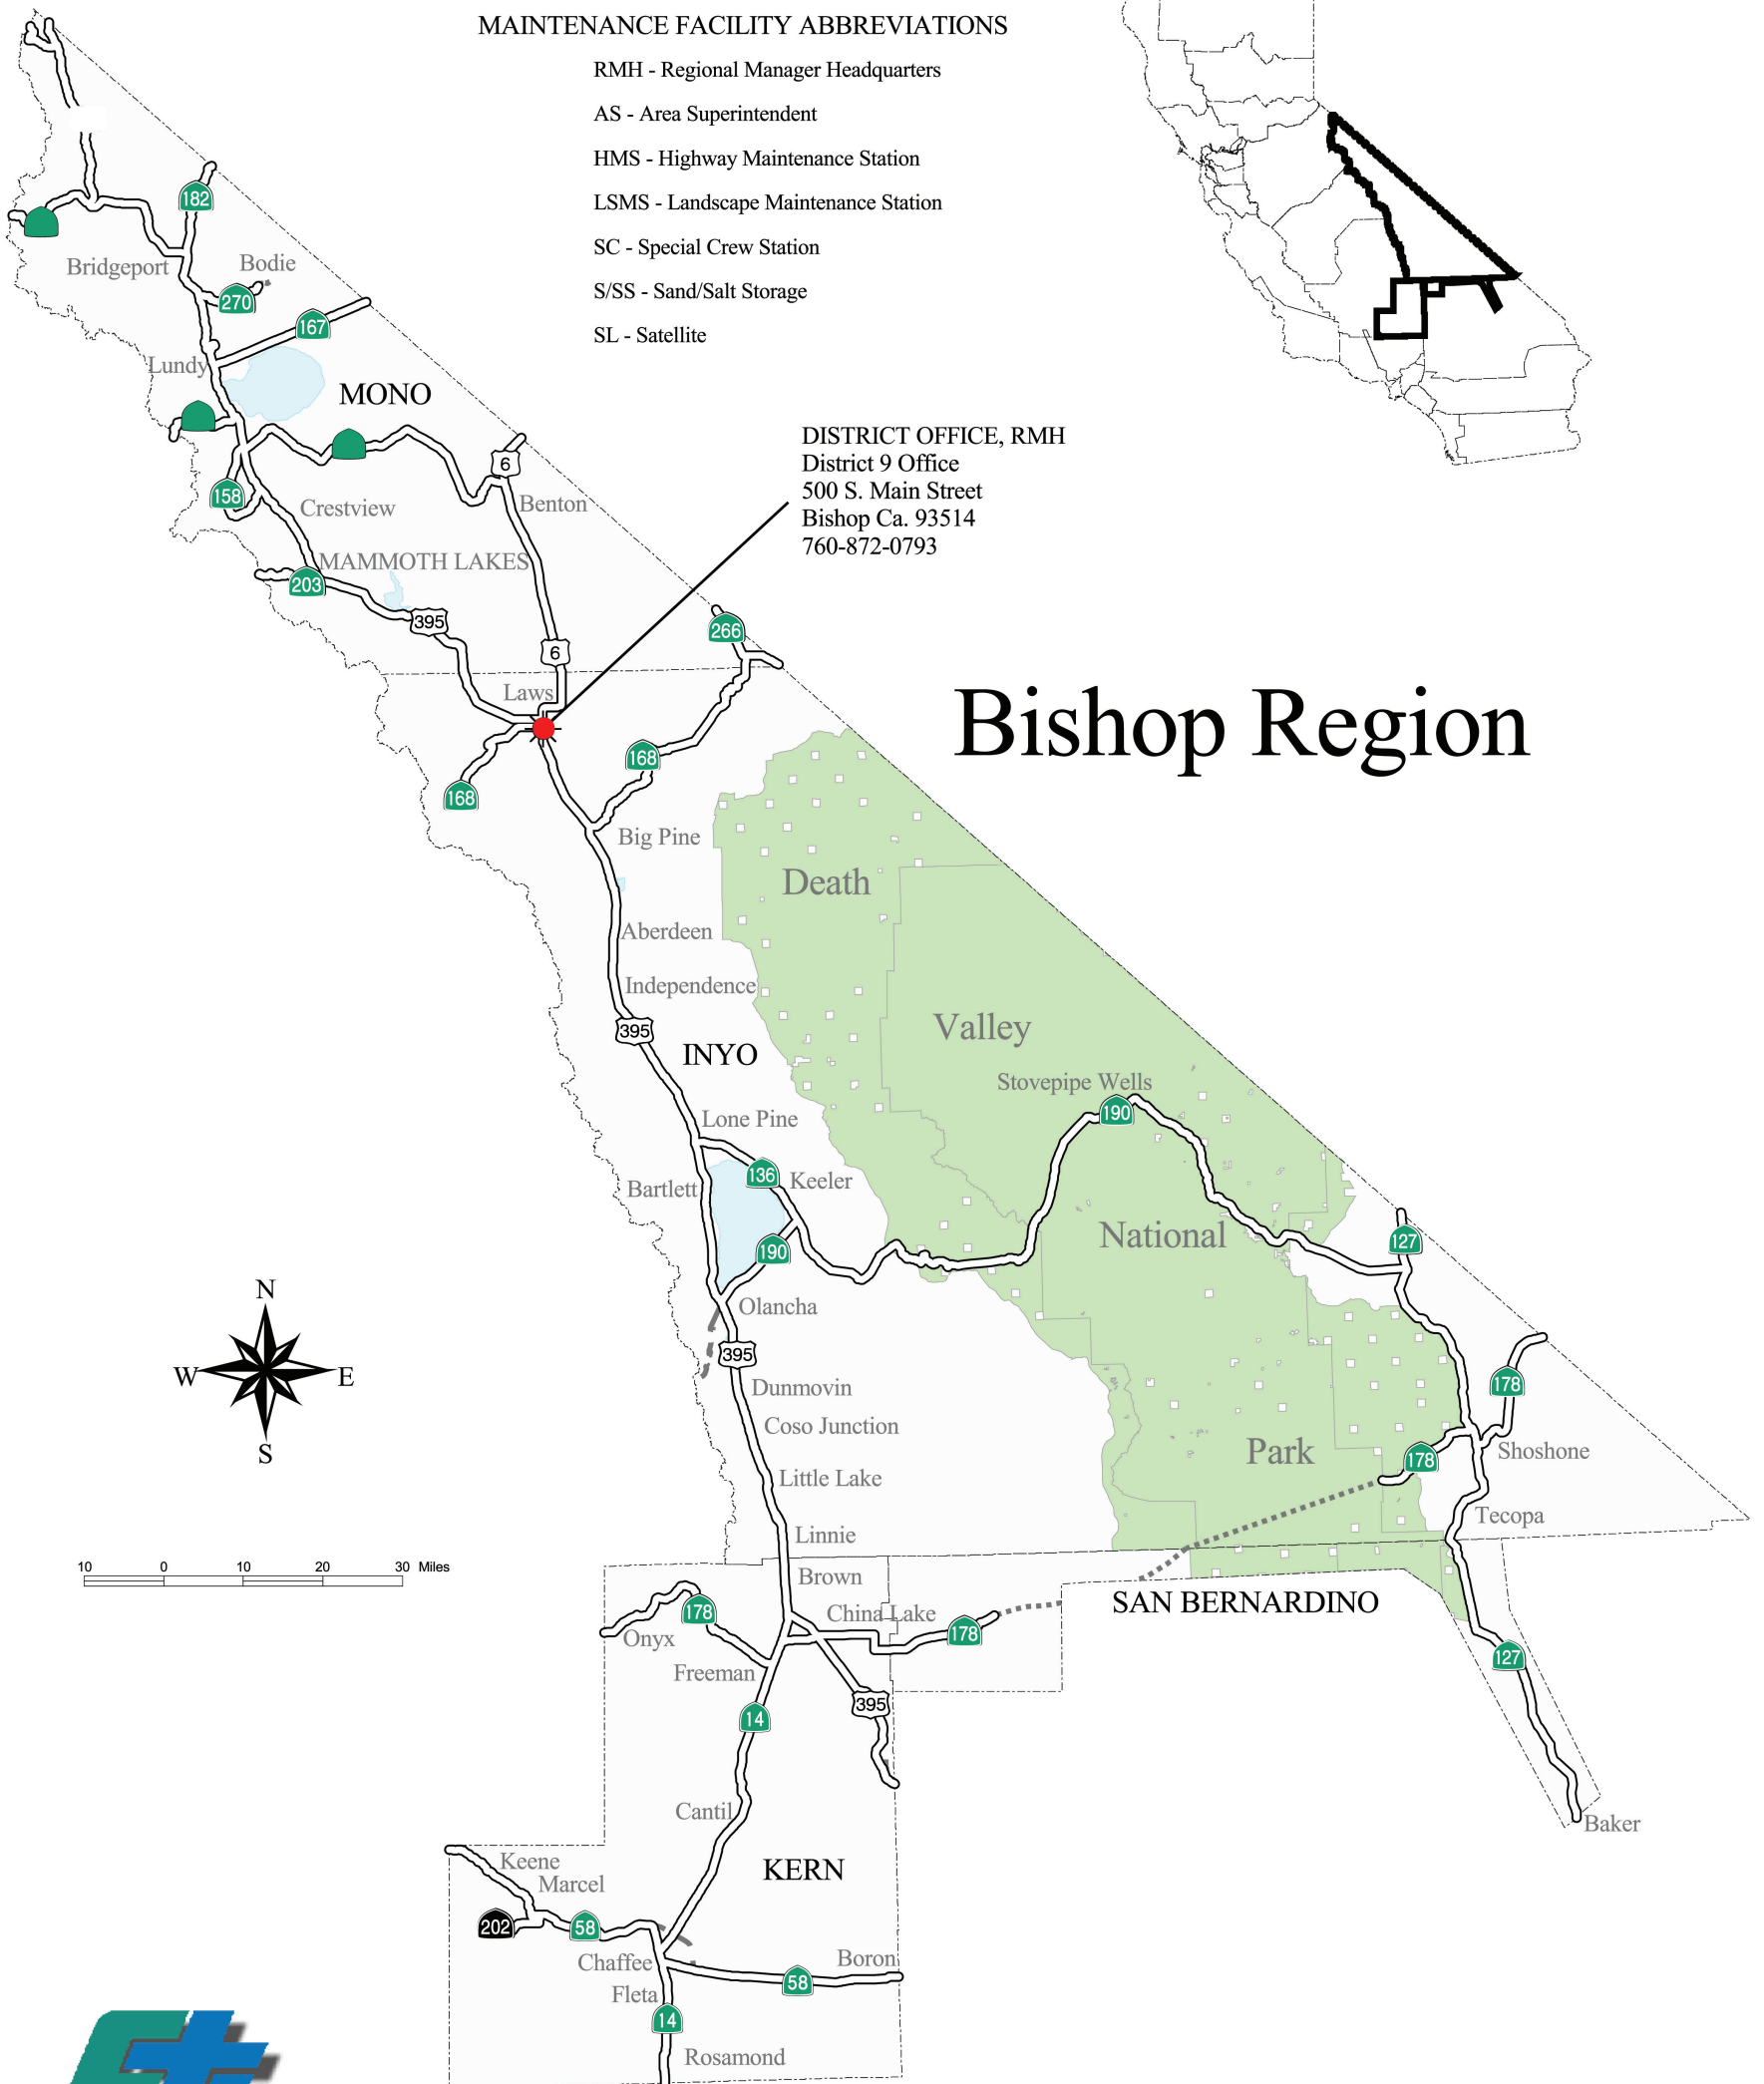 MAINTENANCE FACILITY ABBREVIATIONS
RMH - Regional Manager Headquarters
AS - Area Superintendent
HMS - Highway Maintenance Station
LSMS - Landscape Maintenance Station
SC - Special Crew Station
S/SS - Sand/Salt Storage
SL - Satellite
182
Bridgeport
Bodie
270
167
Lundy
MONO
DISTRICT OFFICE, RMH
District 9 Office
500 S. Main Street
Bishop Ca. 93514
760-872-0793
6
158
Crestview
Benton
MAMMOTH LAKES
203
395
266
6
Laws
Bishop Region
168
168
Big Pine
Death
Aberdeen
Independence
395
Valley
INYO
Stovepipe Wells
190
Lone Pine
136
Keeler
Bartlett
National
127
190
Olancha
N
W
E
S
395
Dunmovin
178
Coso Junction
Park
Shoshone
178
Little Lake
Tecopa
Linnie
10 0 10 20 30 Miles
Brown
SAN BERNARDINO
178
China Lake
Onyx
178
Freeman
127
395
14
Cantil
Baker
Keene
KERN
Marcel
202
58
Chaffee
Boron
58
Fleta
14
Rosamond